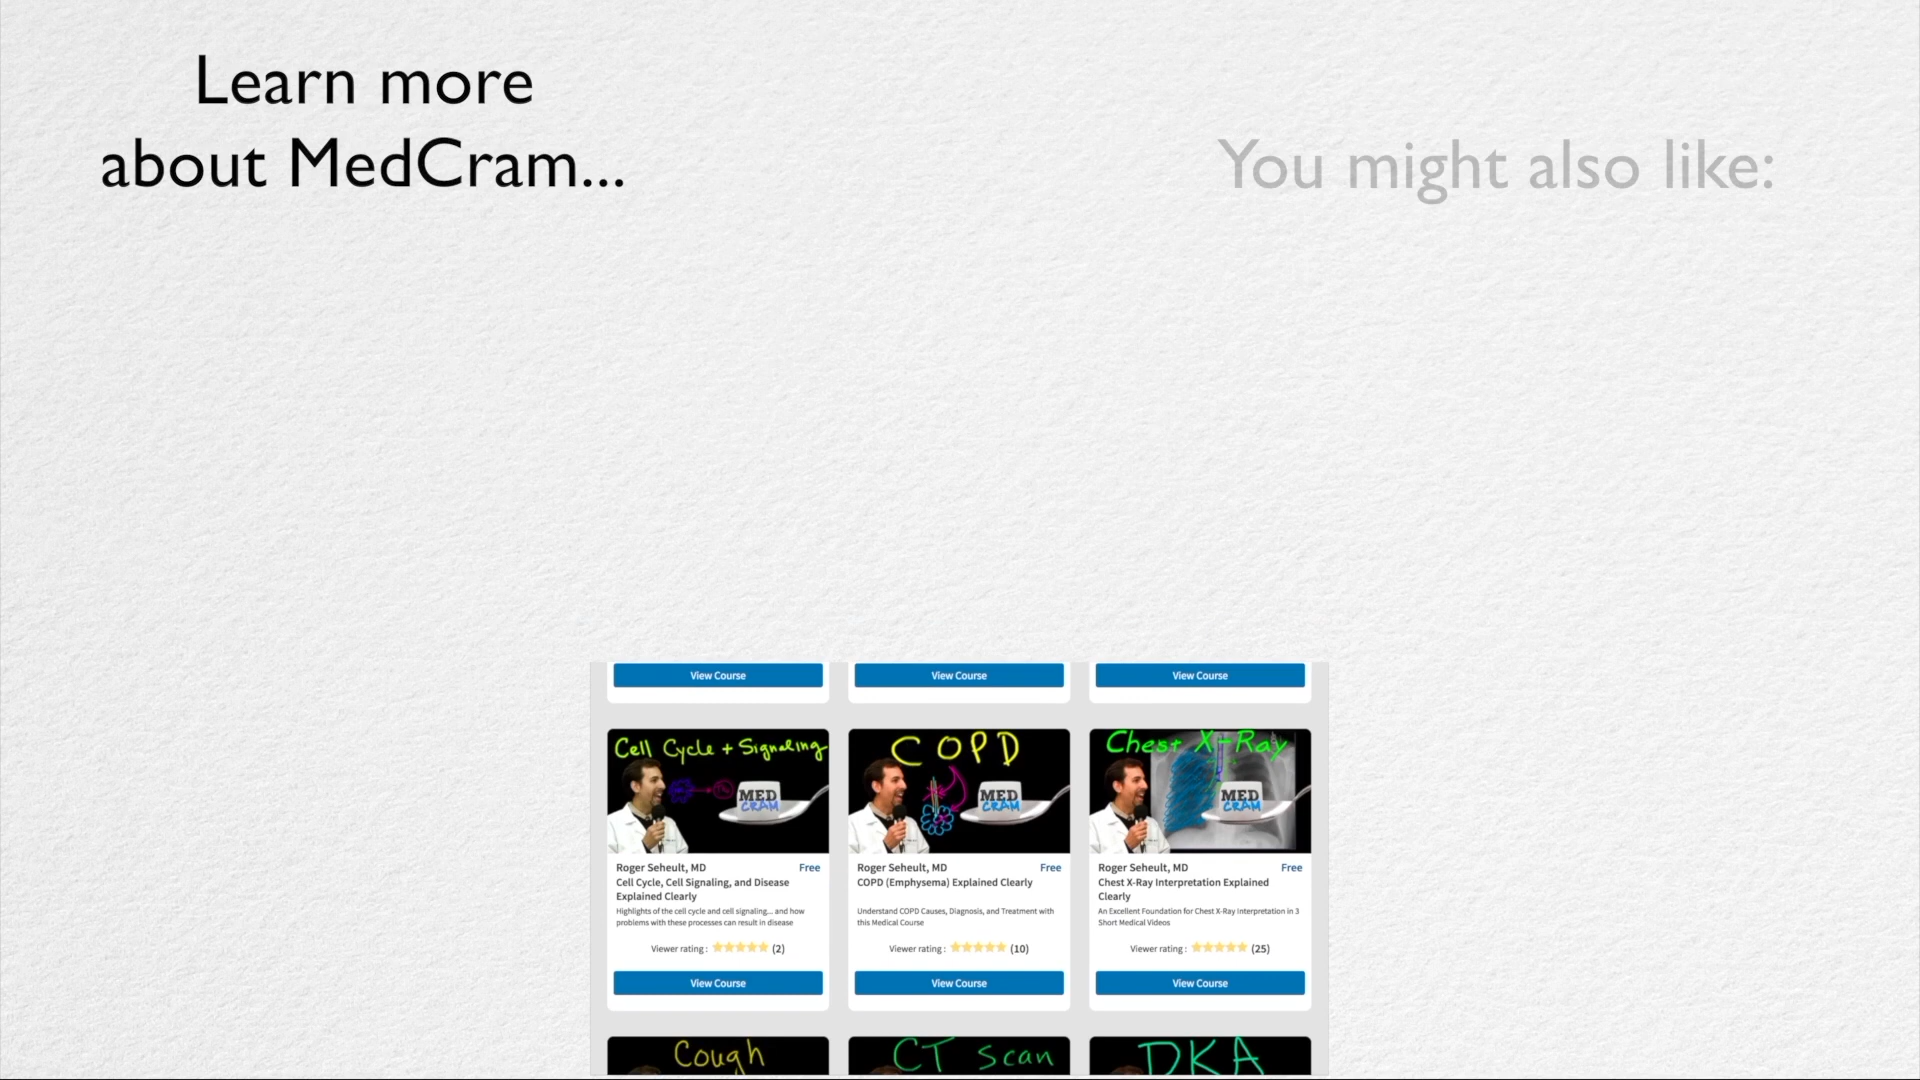 Learn more
about MedCram...
You might also like:
View Course
View Course
View Course
Cell Cycle + Signaling
MED
CRAM
Roger Seheult, MD
Free
Cell Cycle, Cell Signaling, and Disease
Explained Clearly
Highlights of the cell cycle and cell signaling... and how
problems with these processes can result in disease
Viewer rating : (2)
View Course
COPD
MED
CRAM
Roger Seheult, MD
Free
COPD (Emphysema) Explained Clearly
Understand COPD Causes, Diagnosis, and Treatment with
this Medical Course
Viewer rating : (10)
View Course
Chest X-Ray
MED
CRAM
Roger Seheult, MD
Free
Chest X-Ray Interpretation Explained
Clearly
An Excellent Foundation for Chest X-Ray Interpretation in 3
Short Medical Videos
Viewer rating : (25)
View Course
Cough
CT scan
DKA